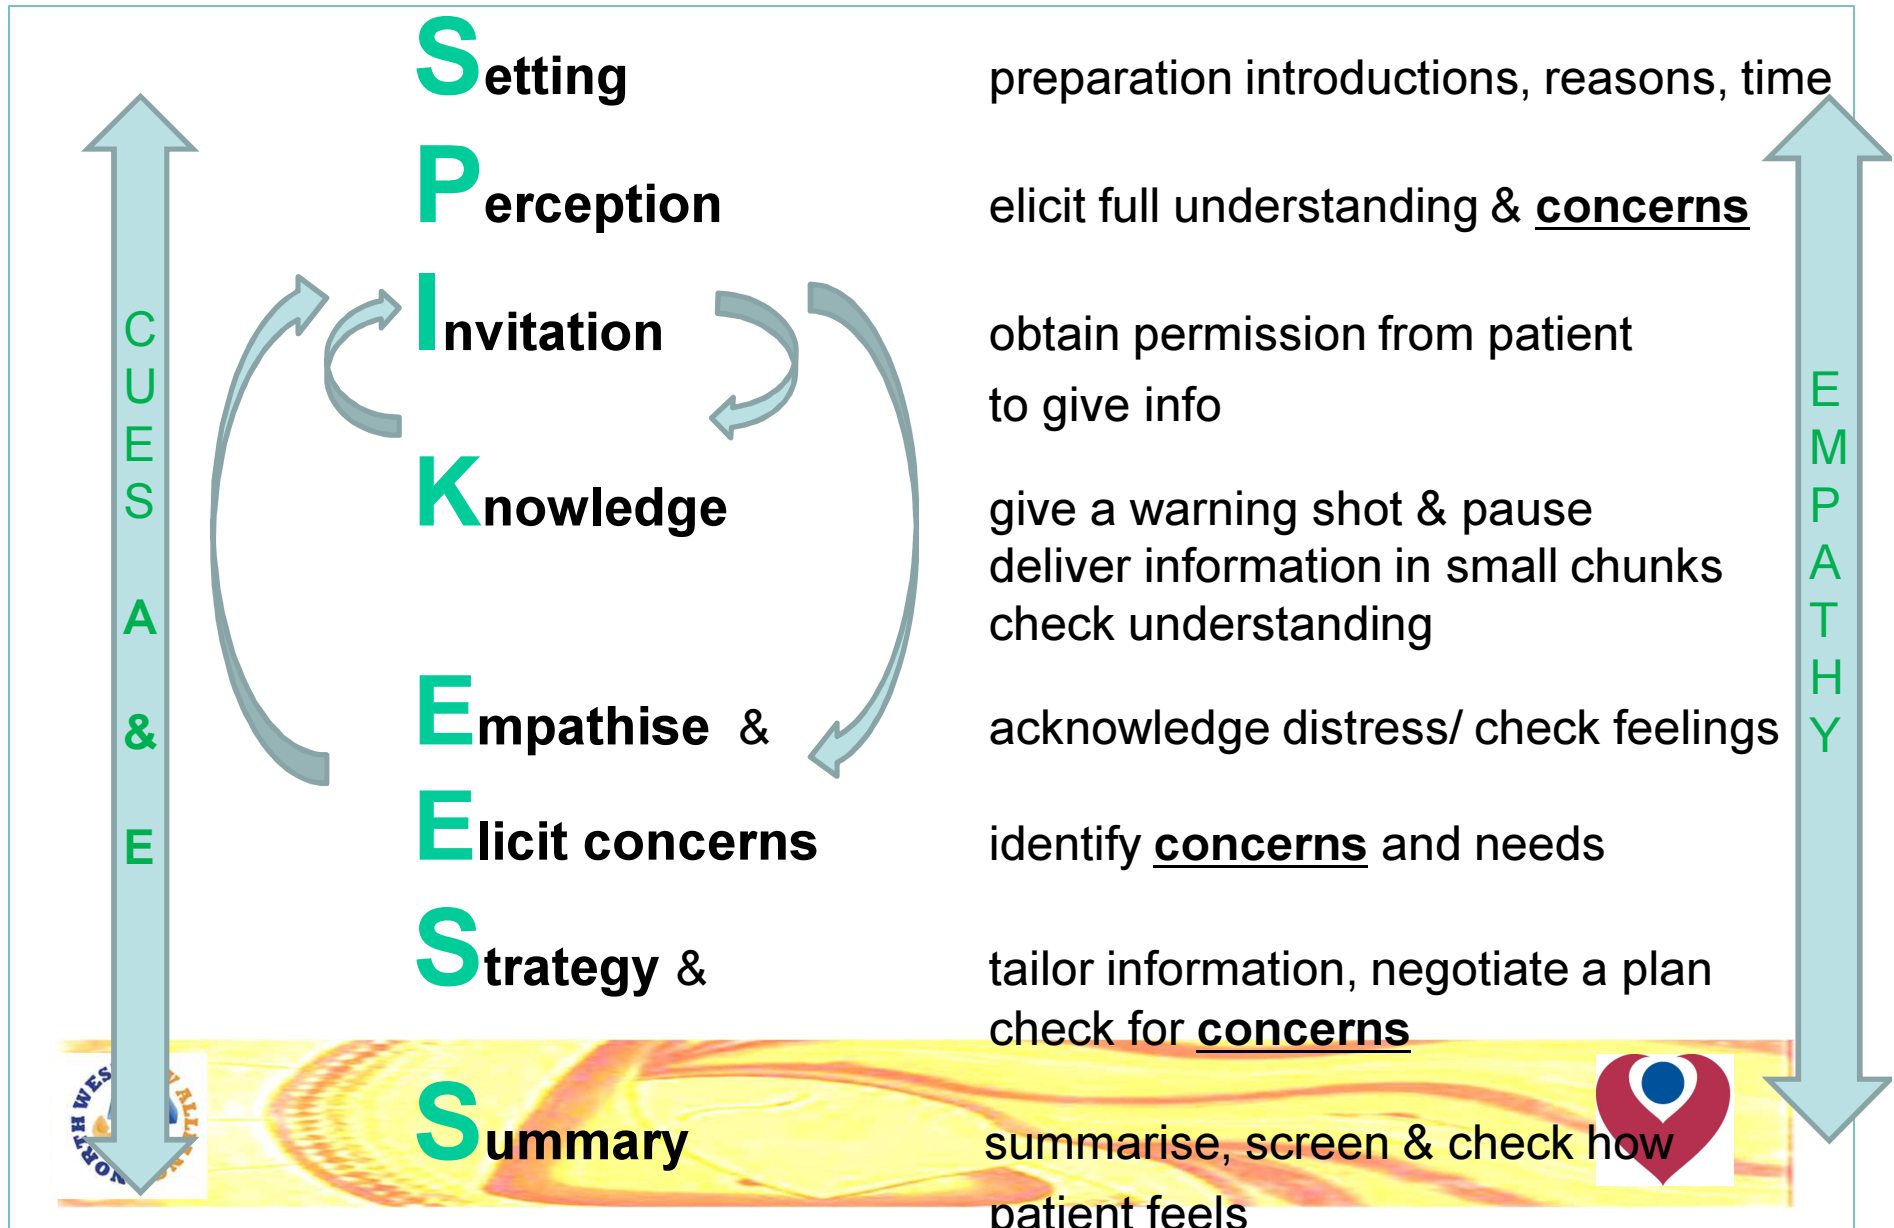 Setting preparation introductions, reasons, time
Perception elicit full understanding & concerns
Invitation obtain permission from patient
to give info
Knowledge give a warning shot & pause
deliver information in small chunks
check understanding
Empathise & acknowledge distress/ check feelings
Elicit concerns identify concerns and needs
Strategy & tailor information, negotiate a plan
check for concerns
Summary summarise, screen & check how
patient feels
CUES A & E
EMPATHY
NORTH